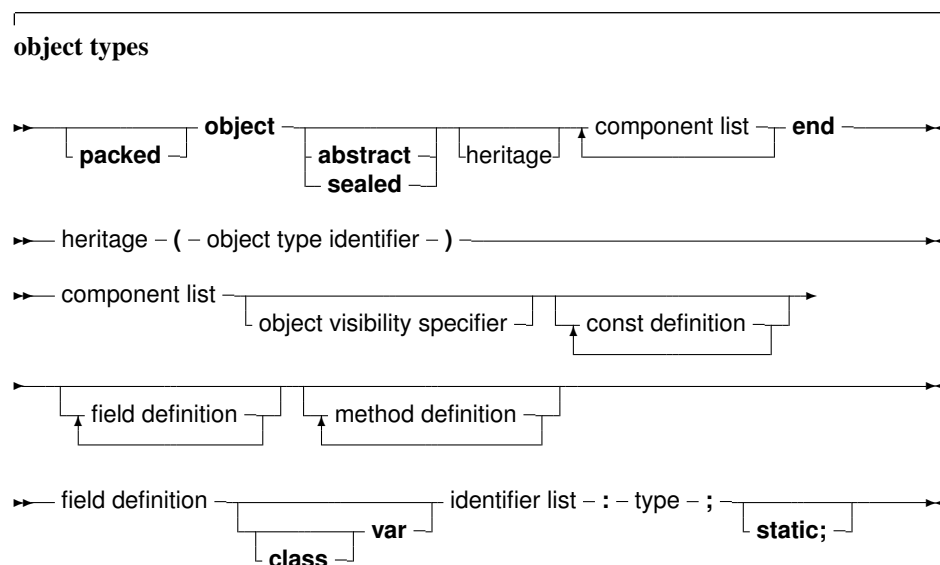 object types
packed object abstract sealed heritage component list end
heritage ( object type identifier )
component list object visibility specifier const definition
field definition method definition
field definition class var identifier list : type ; static;